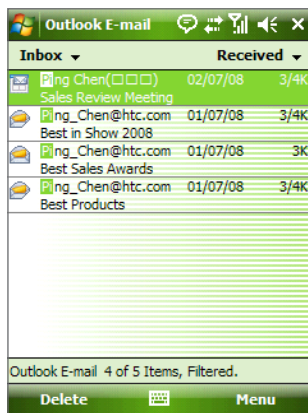 Outlook E-mail
Inbox Received
Ping Chen(□□□) 02/07/08 3/4K
Sales Review Meeting
Ping_Chen@htc.com 01/07/08 3/4K
Best in Show 2008
Ping_Chen@htc.com 01/07/08 3K
Best Sales Awards
Ping_Chen@htc.com 01/07/08 3/4K
Best Products
Outlook E-mail 4 of 5 Items, Filtered.
Delete Menu